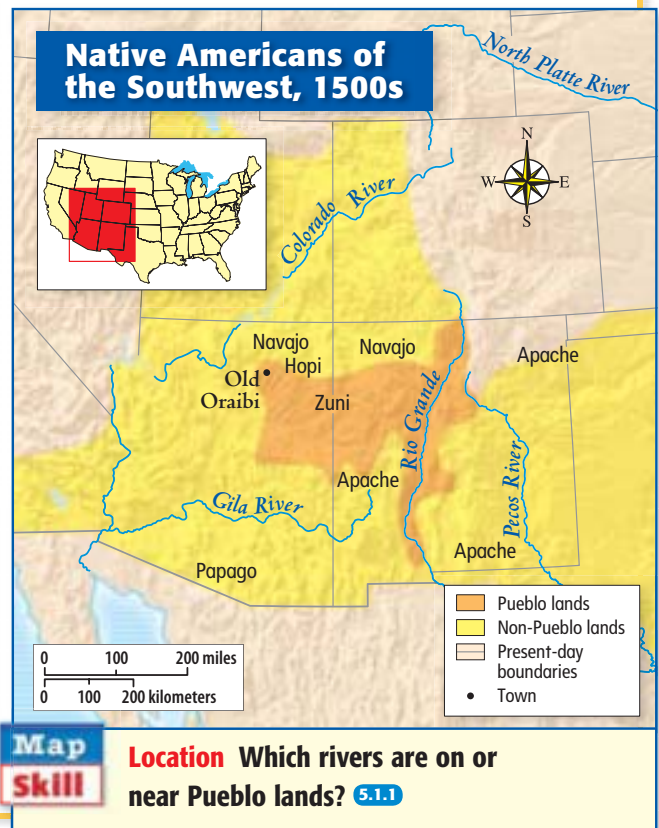 Native Americans of
the Southwest, 1500s
North Platte River
N
W E
S
Colorado River
Navajo
Navajo
Hopi
Apache
Old
Oraibi
Zuni
Rio Grande
Apache
Pecos River
Gila River
Apache
Papago
Pueblo lands
Non-Pueblo lands
Present-day
boundaries
Town
0 100 200 miles
0 100 200 kilometers
Map
Skill
Location Which rivers are on or
near Pueblo lands? 5.1.1